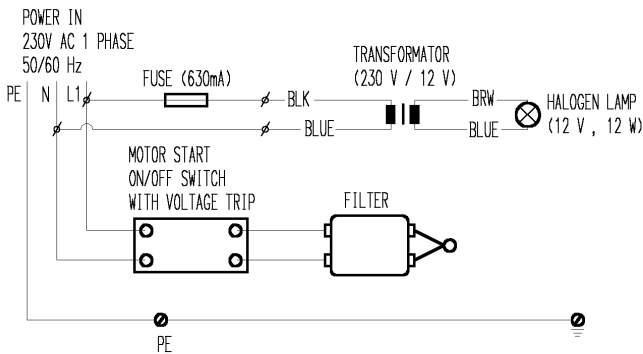 POWER IN
230V AC 1 PHASE
50/60 Hz
PE N L1
FUSE (630mA)
BLK
BLUE
TRANSFORMATOR
(230 V / 12 V)
BRW
BLUE
HALOGEN LAMP
(12 V , 12 W)
MOTOR START
ON/OFF SWITCH
WITH VOLTAGE TRIP
FILTER
PE